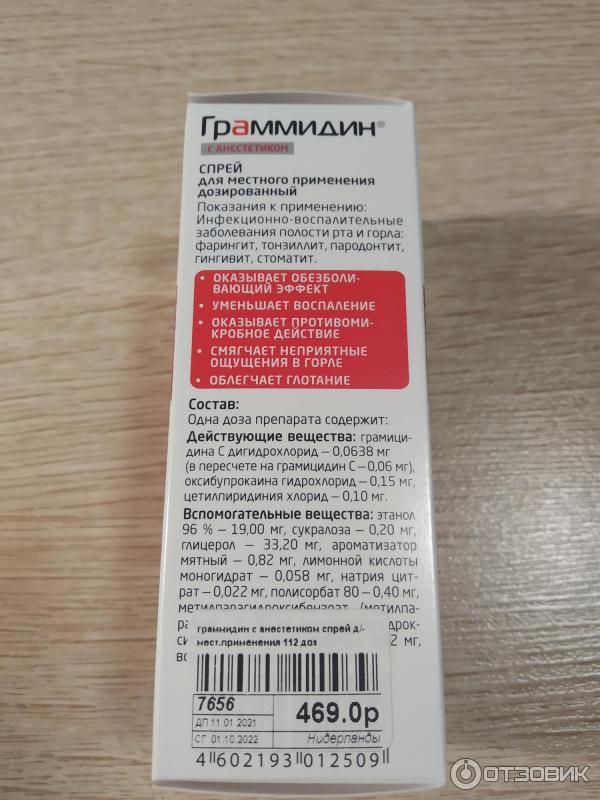 Граммидин®
С АНЕСТЕТИКОМ
СПРЕЙ
для местного применения
дозированный
Показания к применению:
Инфекционно-воспалительные
заболевания полости рта и горла:
фарингит, тонзиллит, пародонтит,
гингивит, стоматит.
• ОКАЗЫВАЕТ ОБЕЗБОЛИ-
ВАЮЩИЙ ЭФФЕКТ
• УМЕНЬШАЕТ ВОСПАЛЕНИЕ
• ОКАЗЫВАЕТ ПРОТИВОМИ-
КРОБНОЕ ДЕЙСТВИЕ
• СМЯГЧАЕТ НЕПРИЯТНЫЕ
ОЩУЩЕНИЯ В ГОРЛЕ
• ОБЛЕГЧАЕТ ГЛОТАНИЕ
Состав:
Одна доза препарата содержит:
Действующие вещества: грамици-
дина С дигидрохлорид – 0,0638 мг
(в пересчете на грамицидин С – 0,06 мг),
оксибупрокаина гидрохлорид – 0,15 мг,
цетилпиридиния хлорид – 0,10 мг.
Вспомогательные вещества: этанол
96 % – 19,00 мг, сукралоза – 0,20 мг,
глицерол – 33,20 мг, ароматизатор
мятный – 0,82 мг, лимонной кислоты
моногидрат – 0,058 мг, натрия цит-
рат – 0,022 мг, полисорбат 80 – 0,40 мг,
метилпарагидроксибензоат (метилпа-
граммидин с анестетиком спрей д/
мест.применения 112 доз
7656
ДП 11.01.2021
СГ 01.10.2022
469.0р
Нидерланды
4 602193 012509
ОТЗОВИК